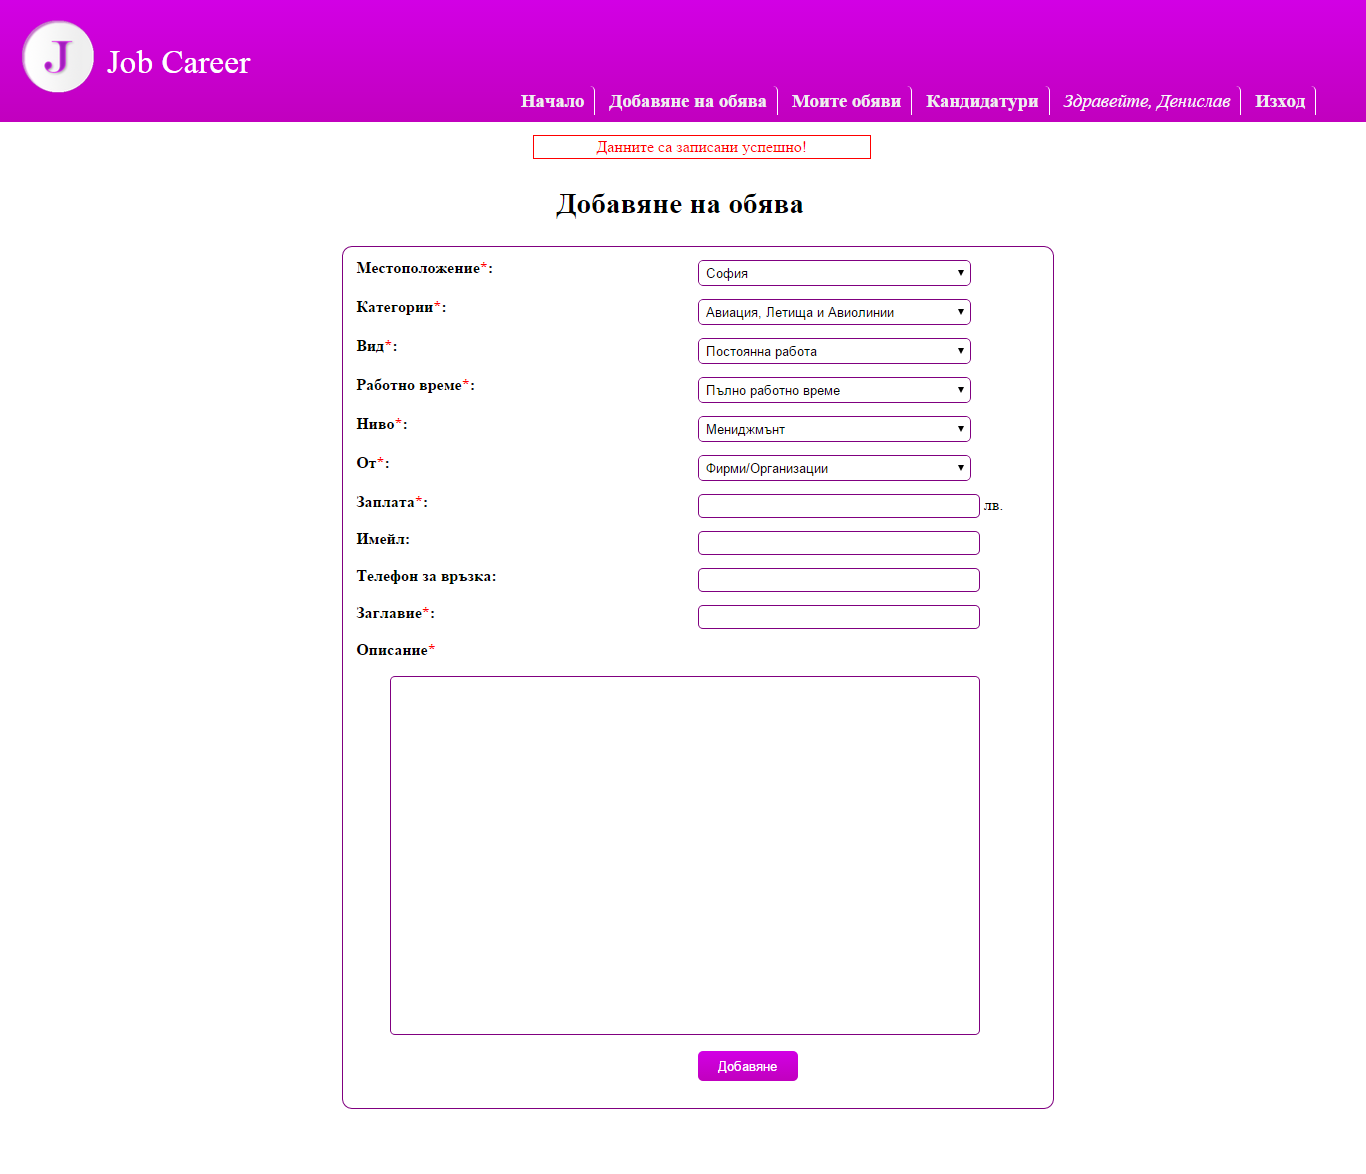 J Job Career
Начало Добавяне на обява Моите обяви Кандидатури Здравейте, Денислав Изход
Данните са записани успешно!
Добавяне на обява
Местоположение*: София
Категории*: Авиация, Летища и Авиолинии
Вид*: Постоянна работа
Работно време*: Пълно работно време
Ниво*: Мениджмънт
От*: Фирми/Организации
Заплата*: лв.
Имейл:
Телефон за връзка:
Заглавие*:
Описание*
Добавяне